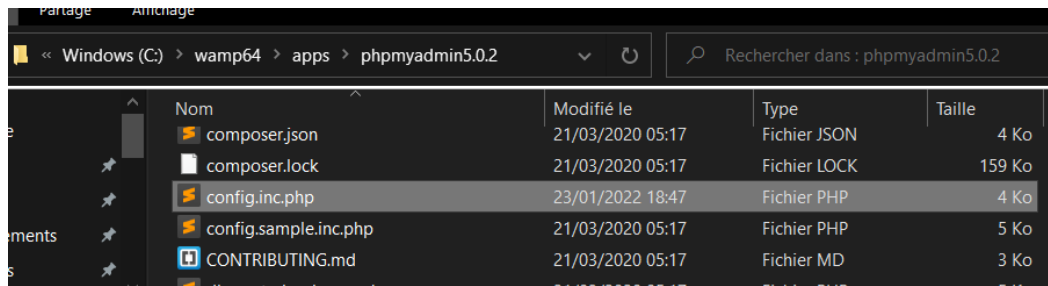 Partage Affichage
« Windows (C:) > wamp64 > apps > phpmyadmin5.0.2 Rechercher dans : phpmyadmin5.0.2
Nom Modifié le Type Taille
composer.json 21/03/2020 05:17 Fichier JSON 4 Ko
composer.lock 21/03/2020 05:17 Fichier LOCK 159 Ko
config.inc.php 23/01/2022 18:47 Fichier PHP 4 Ko
ements config.sample.inc.php 21/03/2020 05:17 Fichier PHP 5 Ko
CONTRIBUTING.md 21/03/2020 05:17 Fichier MD 3 Ko